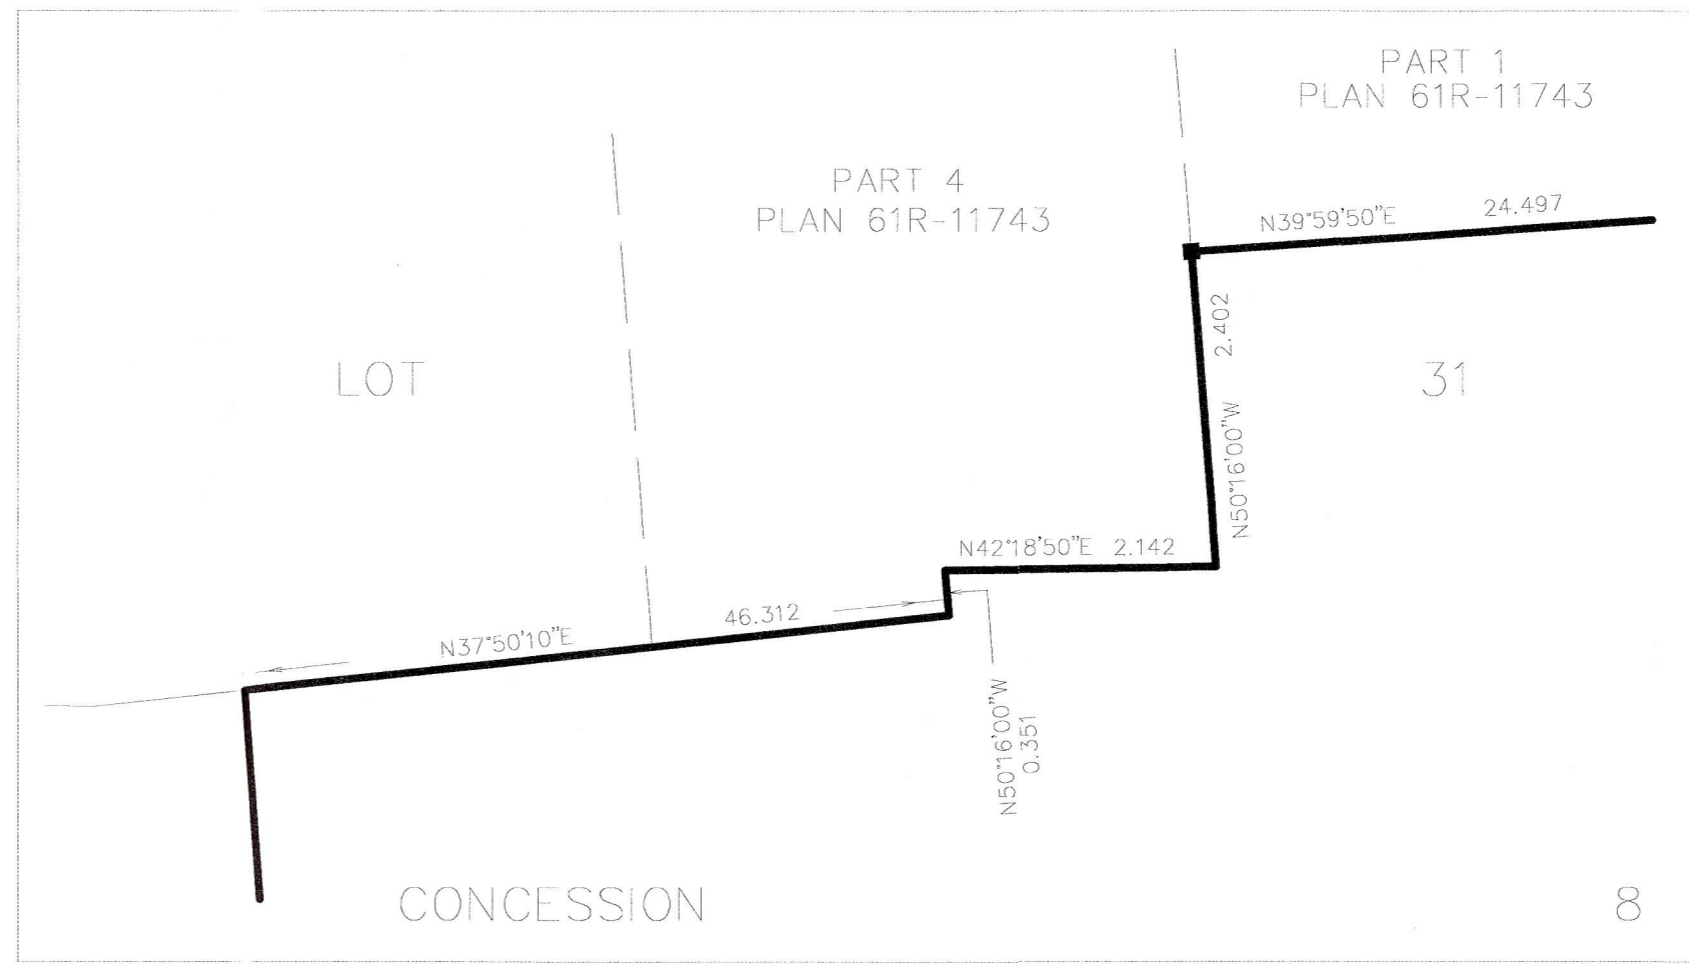 PART 1
PLAN 61R-11743
PART 4
PLAN 61R-11743
N39°59'50"E 24.497
2.402
LOT
31
N50°16'00"W
N42°18'50"E 2.142
46.312
N37°50'10"E
N50°16'00"W
0.351
CONCESSION
8